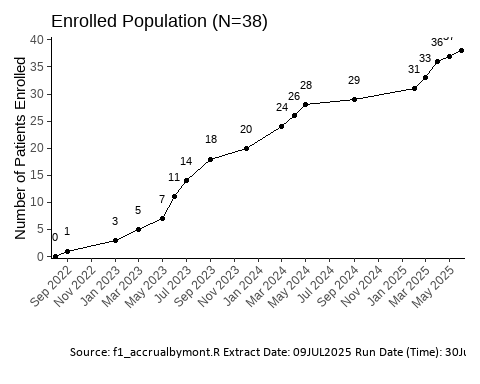 Enrolled Population (N=38)
Number of Patients Enrolled
40
35
30
25
20
15
10
5
0
0
1
3
5
7
11
14
18
20
24
26
28
29
31
33
36
Sep 2022
Nov 2022
Jan 2023
Mar 2023
May 2023
Jul 2023
Sep 2023
Nov 2023
Jan 2024
Mar 2024
May 2024
Jul 2024
Sep 2024
Nov 2024
Jan 2025
Mar 2025
May 2025
Source: f1_accrualbymont.R Extract Date: 09JUL2025 Run Date (Time):